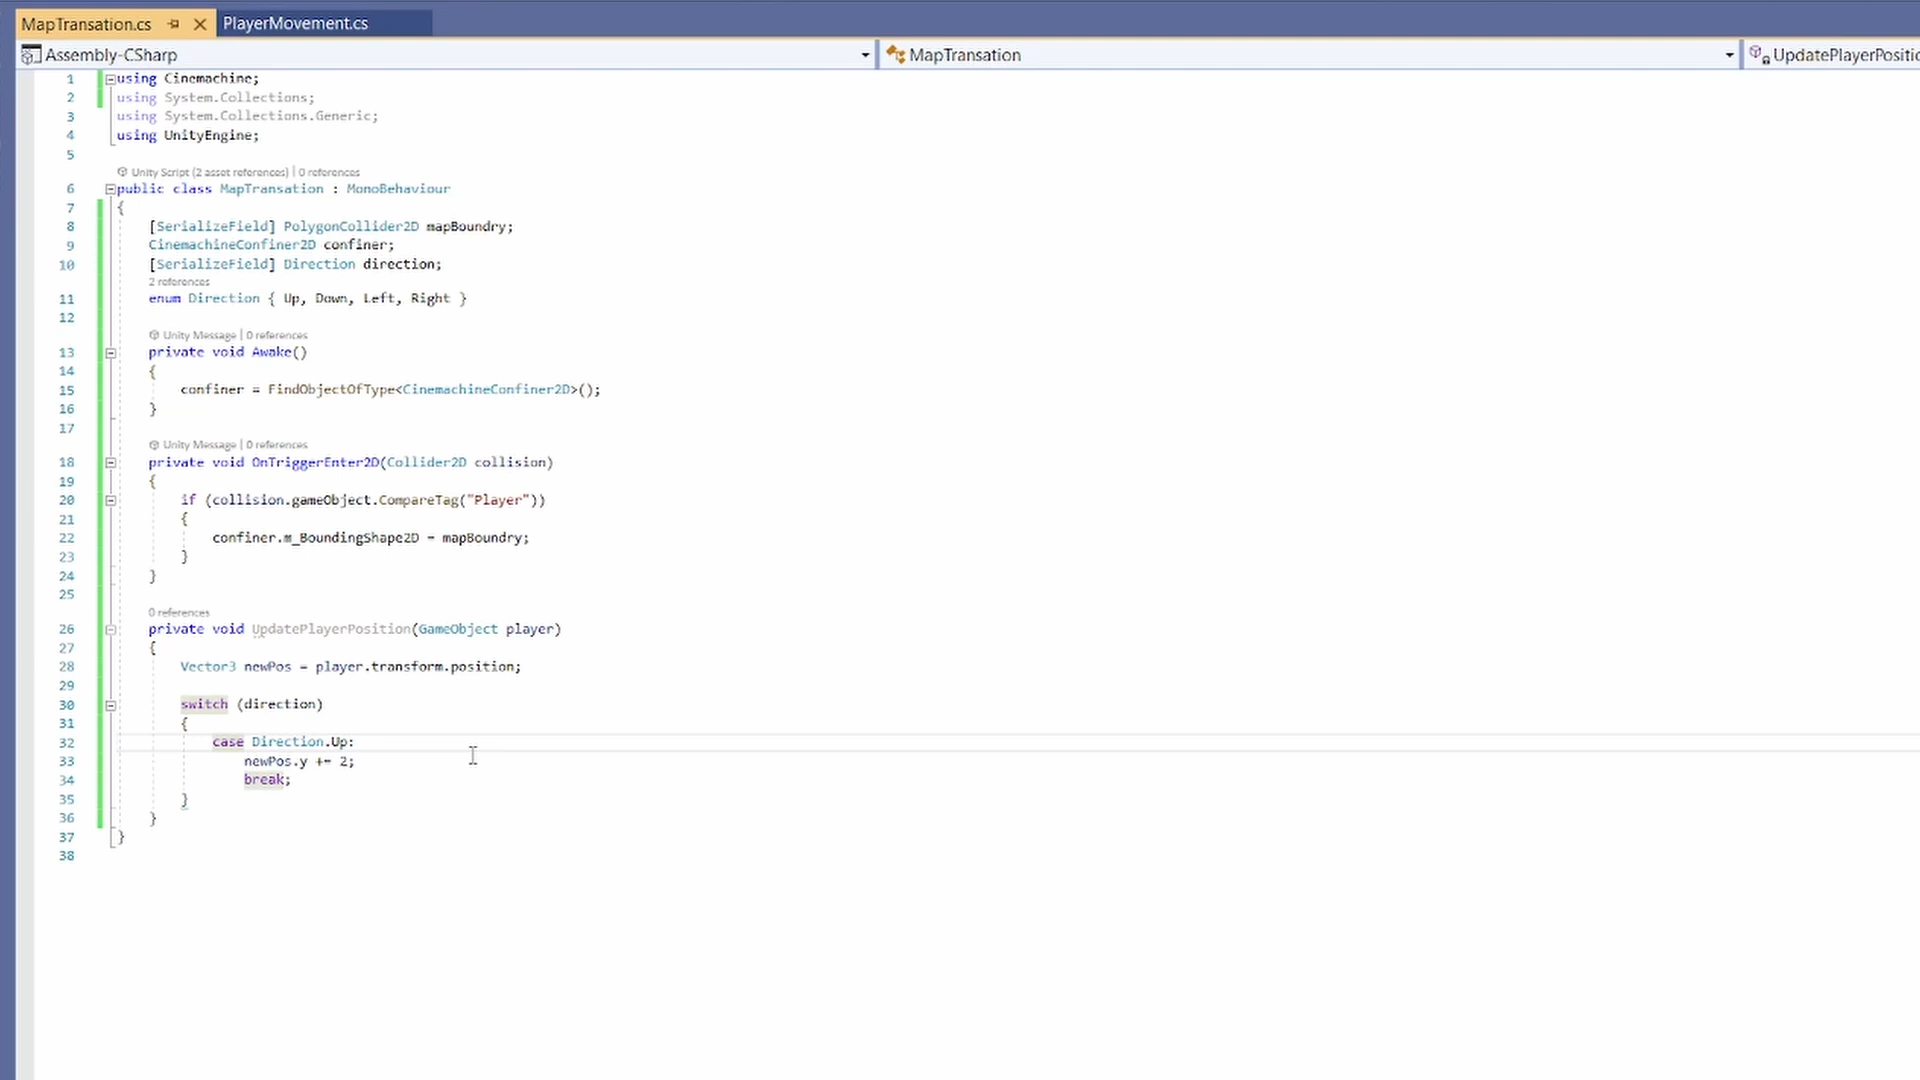 MapTransation.cs
PlayerMovement.cs
Assembly-CSharp
MapTransation
UpdatePlayerPositio
1 using Cinemachine;
2 using System.Collections;
3 using System.Collections.Generic;
4 using UnityEngine;
5
Unity Script (2 asset references) | 0 references
6 public class MapTransation : MonoBehaviour
7 {
8 [SerializeField] PolygonCollider2D mapBoundry;
9 CinemachineConfiner2D confiner;
10 [SerializeField] Direction direction;
2 references
11 enum Direction { Up, Down, Left, Right }
12
Unity Message | 0 references
13 private void Awake()
14 {
15 confiner = FindObjectOfType<CinemachineConfiner2D>();
16 }
17
Unity Message | 0 references
18 private void OnTriggerEnter2D(Collider2D collision)
19 {
20 if (collision.gameObject.CompareTag("Player"))
21 {
22 confiner.m_BoundingShape2D = mapBoundry;
23 }
24 }
25
0 references
26 private void UpdatePlayerPosition(GameObject player)
27 {
28 Vector3 newPos = player.transform.position;
29
30 switch (direction)
31 {
32 case Direction.Up:
33 newPos.y += 2;
34 break;
35 }
36 }
37 }
38